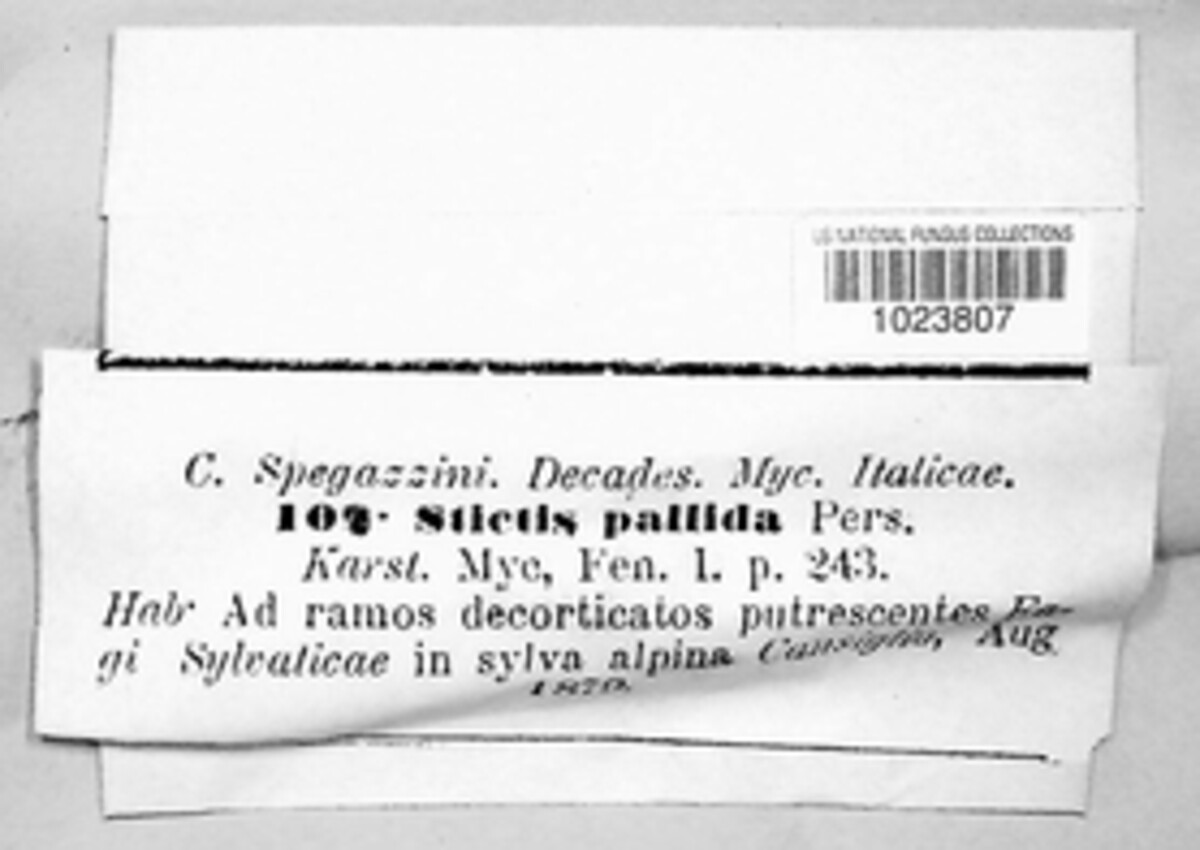 US NATIONAL FUNGUS COLLECTIONS
1023807
C. Spegazzini. Decades. Myc. Italicae.
Stictis pallida Pers.
Karst. Myc, Fen. I. p. 243.
Hab Ad ramos decorticatos putrescentes Fa-
gi Sylvaticae in sylva alpina Cansiglio, Aug.